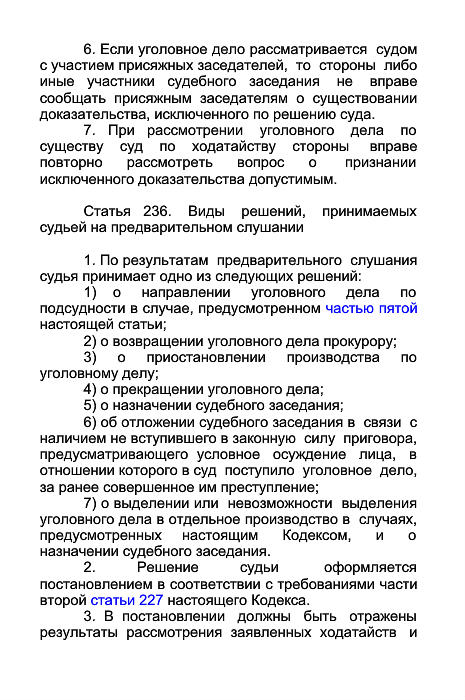 6. Если уголовное дело рассматривается судом
с участием присяжных заседателей, то стороны либо
иные участники судебного заседания не вправе
сообщать присяжным заседателям о существовании
доказательства, исключенного по решению суда.
7. При рассмотрении уголовного дела по
существу суд по ходатайству стороны вправе
повторно рассмотреть вопрос о признании
исключенного доказательства допустимым.
Статья 236. Виды решений, принимаемых
судьей на предварительном слушании
1. По результатам предварительного слушания
судья принимает одно из следующих решений:
1) о направлении уголовного дела по
подсудности в случае, предусмотренном частью пятой
настоящей статьи;
2) о возвращении уголовного дела прокурору;
3) о приостановлении производства по
уголовному делу;
4) о прекращении уголовного дела;
5) о назначении судебного заседания;
6) об отложении судебного заседания в связи с
наличием не вступившего в законную силу приговора,
предусматривающего условное осуждение лица, в
отношении которого в суд поступило уголовное дело,
за ранее совершенное им преступление;
7) о выделении или невозможности выделения
уголовного дела в отдельное производство в случаях,
предусмотренных настоящим Кодексом, и о
назначении судебного заседания.
2. Решение судьи оформляется
постановлением в соответствии с требованиями части
второй статьи 227 настоящего Кодекса.
3. В постановлении должны быть отражены
результаты рассмотрения заявленных ходатайств и